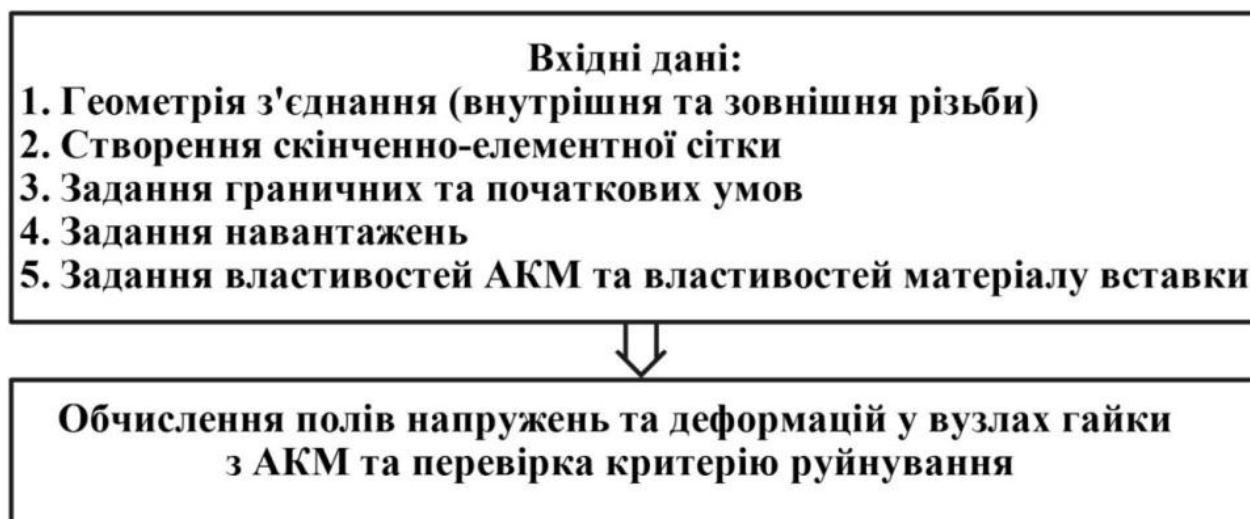 Вхідні дані:
1. Геометрія з'єднання (внутрішня та зовнішня різьби)
2. Створення скінченно-елементної сітки
3. Задання граничних та початкових умов
4. Задання навантажень
5. Задання властивостей АКМ та властивостей матеріалу вставки
Обчислення полів напружень та деформацій у вузлах гайки
з АКМ та перевірка критерію руйнування